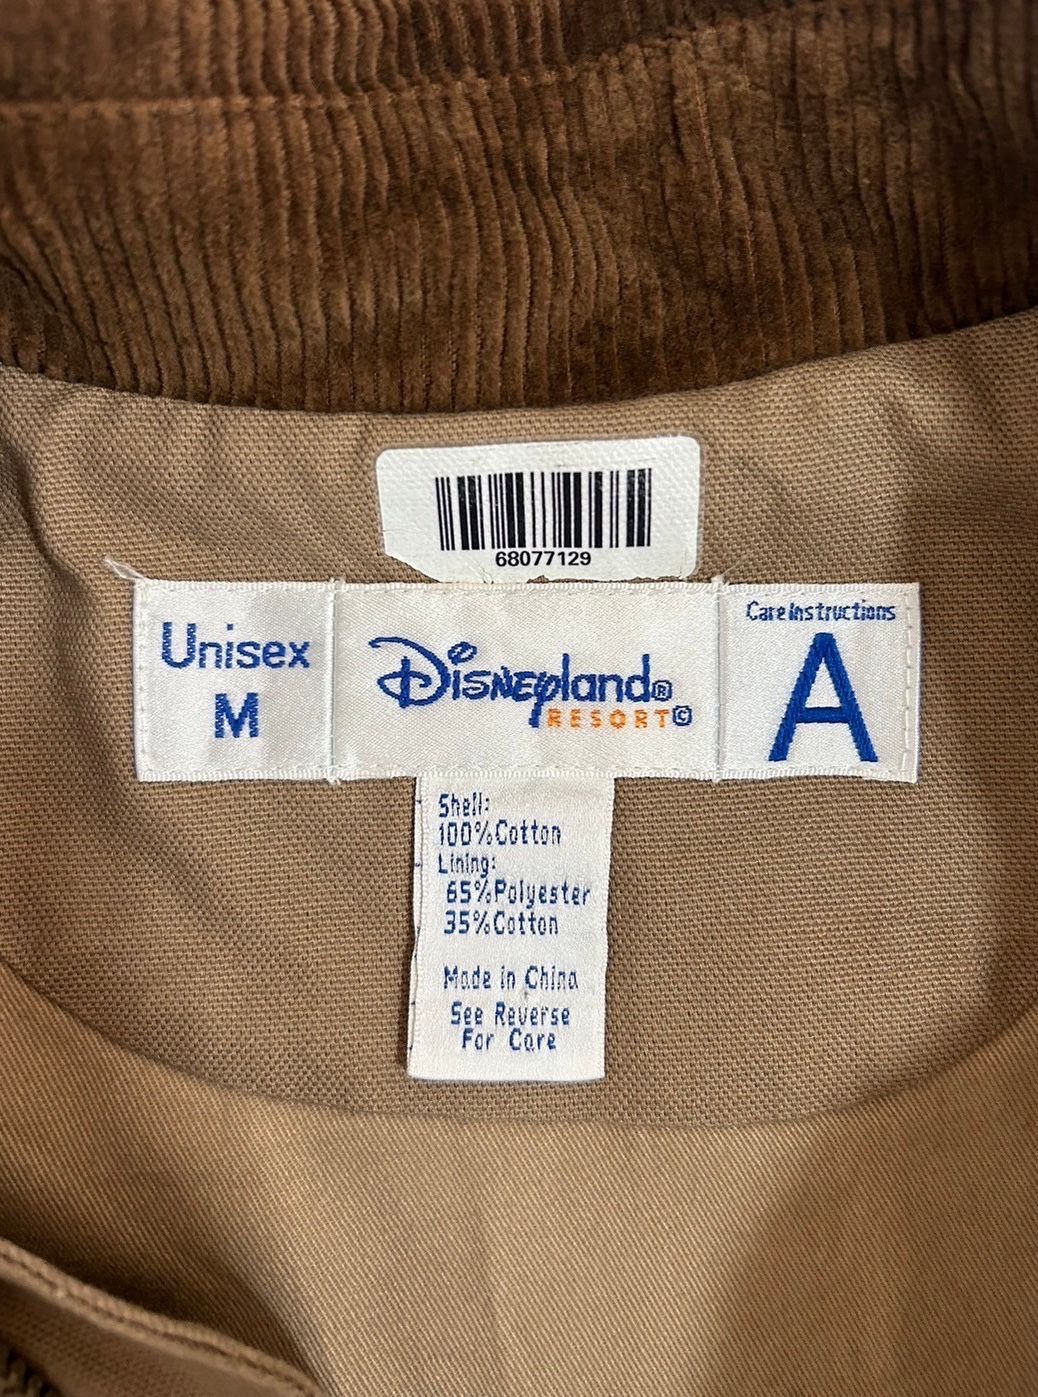 68077129
Unisex
M
Disneyland®
RESORT©
Care Instructions
A
Shell:
100%Cotton
Lining:
65%Polyester
35%Cotton
Made in China
See Reverse
For Care